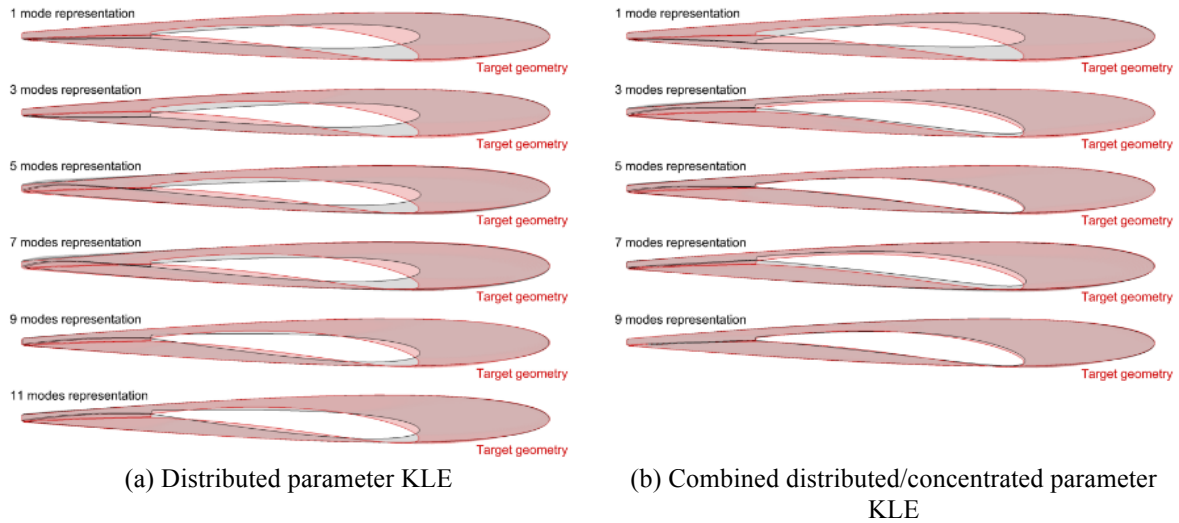 1 mode representation
Target geometry
3 modes representation
Target geometry
5 modes representation
Target geometry
7 modes representation
Target geometry
9 modes representation
Target geometry
11 modes representation
Target geometry
(a) Distributed parameter KLE
1 mode representation
Target geometry
3 modes representation
Target geometry
5 modes representation
Target geometry
7 modes representation
Target geometry
9 modes representation
Target geometry
(b) Combined distributed/concentrated parameter
KLE